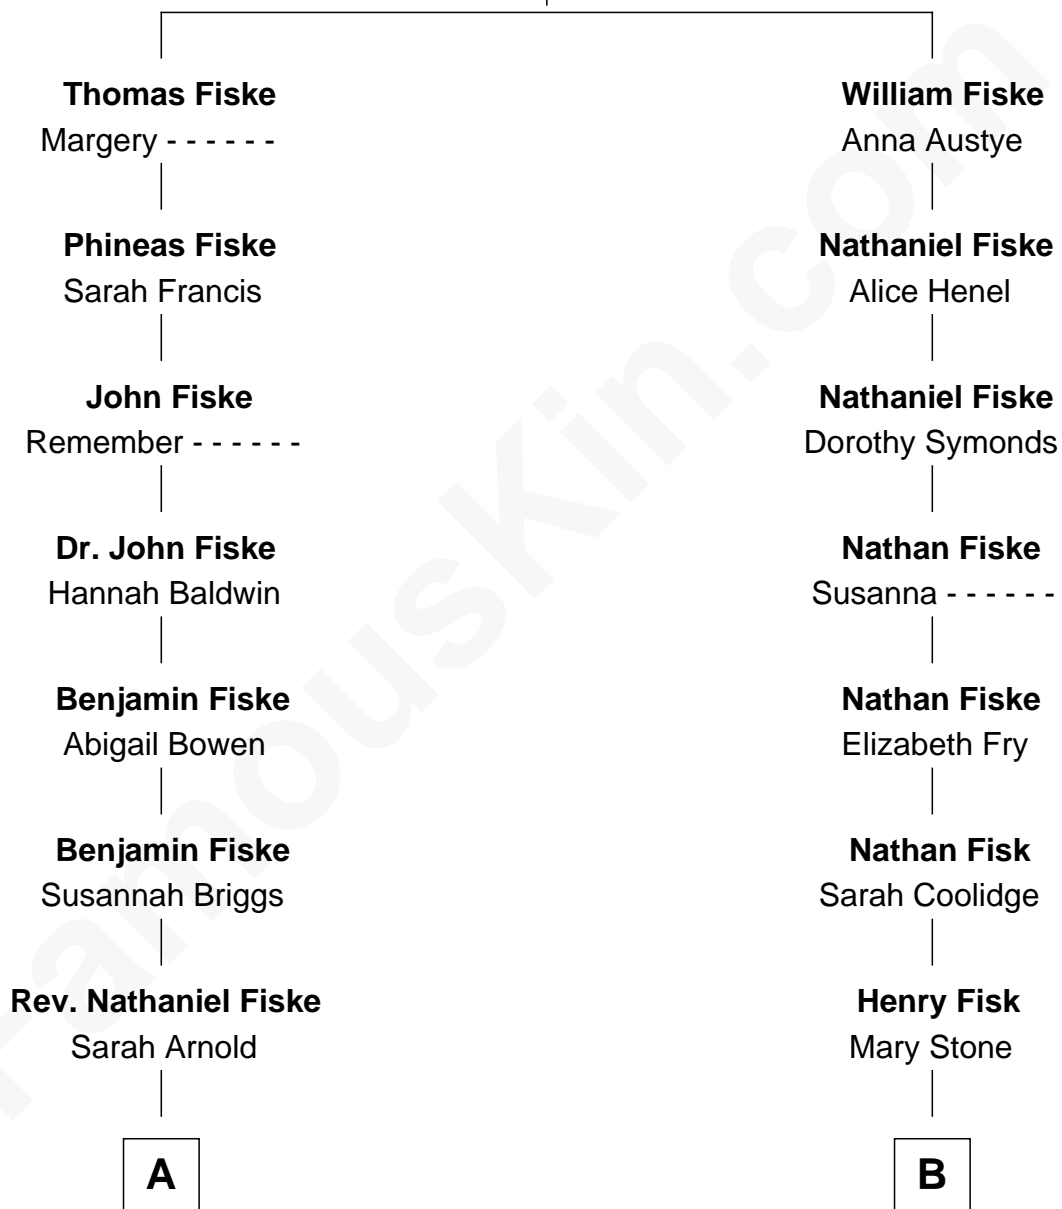 Thomas Fiske
Margery - - - - - -
Phineas Fiske
Sarah Francis
John Fiske
Remember - - - - - -
Dr. John Fiske
Hannah Baldwin
Benjamin Fiske
Abigail Bowen
Benjamin Fiske
Susannah Briggs
Rev. Nathaniel Fiske
Sarah Arnold
A
William Fiske
Anna Austye
Nathaniel Fiske
Alice Henel
Nathaniel Fiske
Dorothy Symonds
Nathan Fiske
Susanna - - - - - -
Nathan Fiske
Elizabeth Fry
Nathan Fisk
Sarah Coolidge
Henry Fisk
Mary Stone
B
FamousKin.com